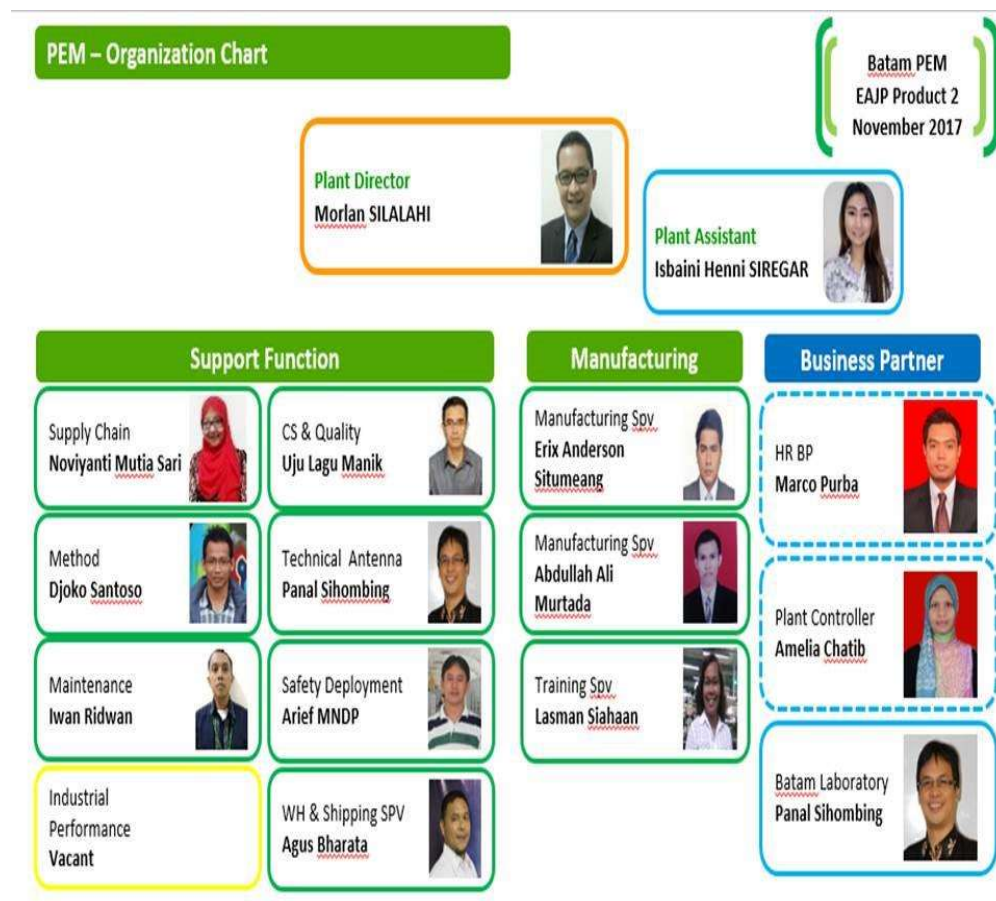 PEM – Organization Chart
Batam PEM
EAJP Product 2
November 2017
Plant Director
Morlan SILALAHI
Plant Assistant
Isbaini Henni SIREGAR
Support Function
Supply Chain
Noviyanti Mutia Sari
CS & Quality
Uju Lagu Manik
Method
Djoko Santoso
Technical Antenna
Panal Sihombing
Maintenance
Iwan Ridwan
Safety Deployment
Arief MNDP
Industrial
Performance
Vacant
WH & Shipping SPV
Agus Bharata
Manufacturing
Manufacturing Spv
Erix Anderson
Situmeang
Manufacturing Spv
Abdullah Ali
Murtada
Training Spv
Lasman Siahaan
Business Partner
HR BP
Marco Purba
Plant Controller
Amelia Chatib
Batam Laboratory
Panal Sihombing